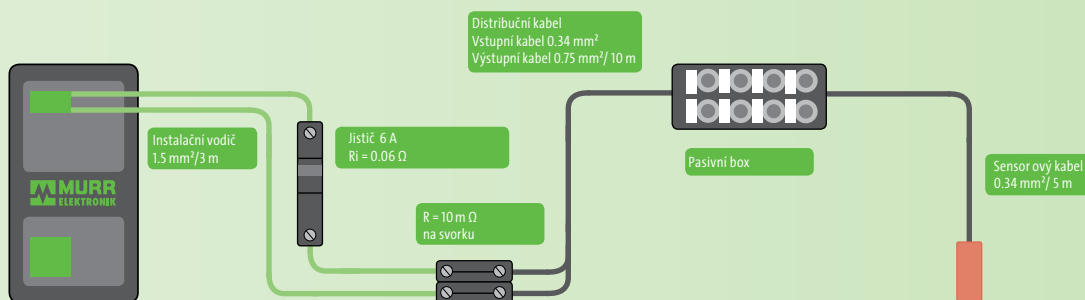 Distribuční kabel
Vstupní kabel 0.34 mm²
Výstupní kabel 0.75 mm²/ 10 m
Instalační vodič
1.5 mm²/3 m
Jistič 6 A
Ri = 0.06 Ω
Pasivní box
Sensor ový kabel
0.34 mm²/ 5 m
MURR
ELEKTRONIK
R = 10 m Ω
na svorku